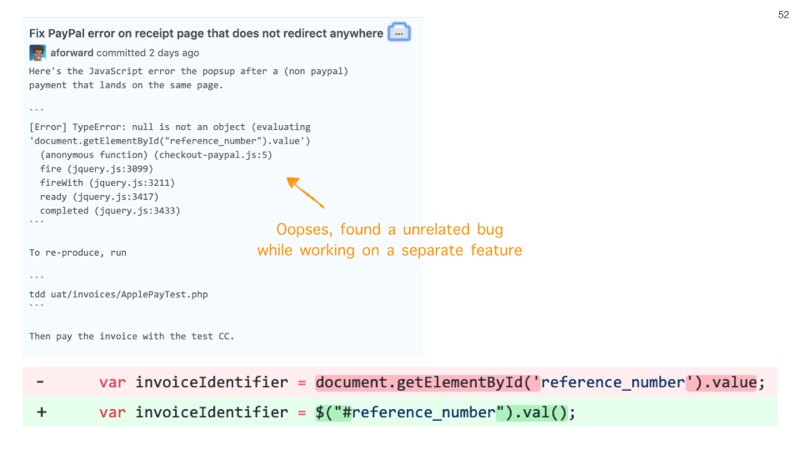 52
Fix PayPal error on receipt page that does not redirect anywhere ...
aforward committed 2 days ago
Here's the JavaScript error the popsup after a (non paypal)
payment that lands on the same page.
```
[Error] TypeError: null is not an object (evaluating
'document.getElementById("reference_number").value')
(anonymous function) (checkout-paypal.js:5)
fire (jquery.js:3099)
fireWith (jquery.js:3211)
ready (jquery.js:3417)
completed (jquery.js:3433)
```
Oopses, found a unrelated bug
while working on a separate feature
To re-produce, run
```
tdd uat/invoices/ApplePayTest.php
```
Then pay the invoice with the test CC.
- var invoiceIdentifier = document.getElementById('reference_number').value;
+ var invoiceIdentifier = $("#reference_number").val();